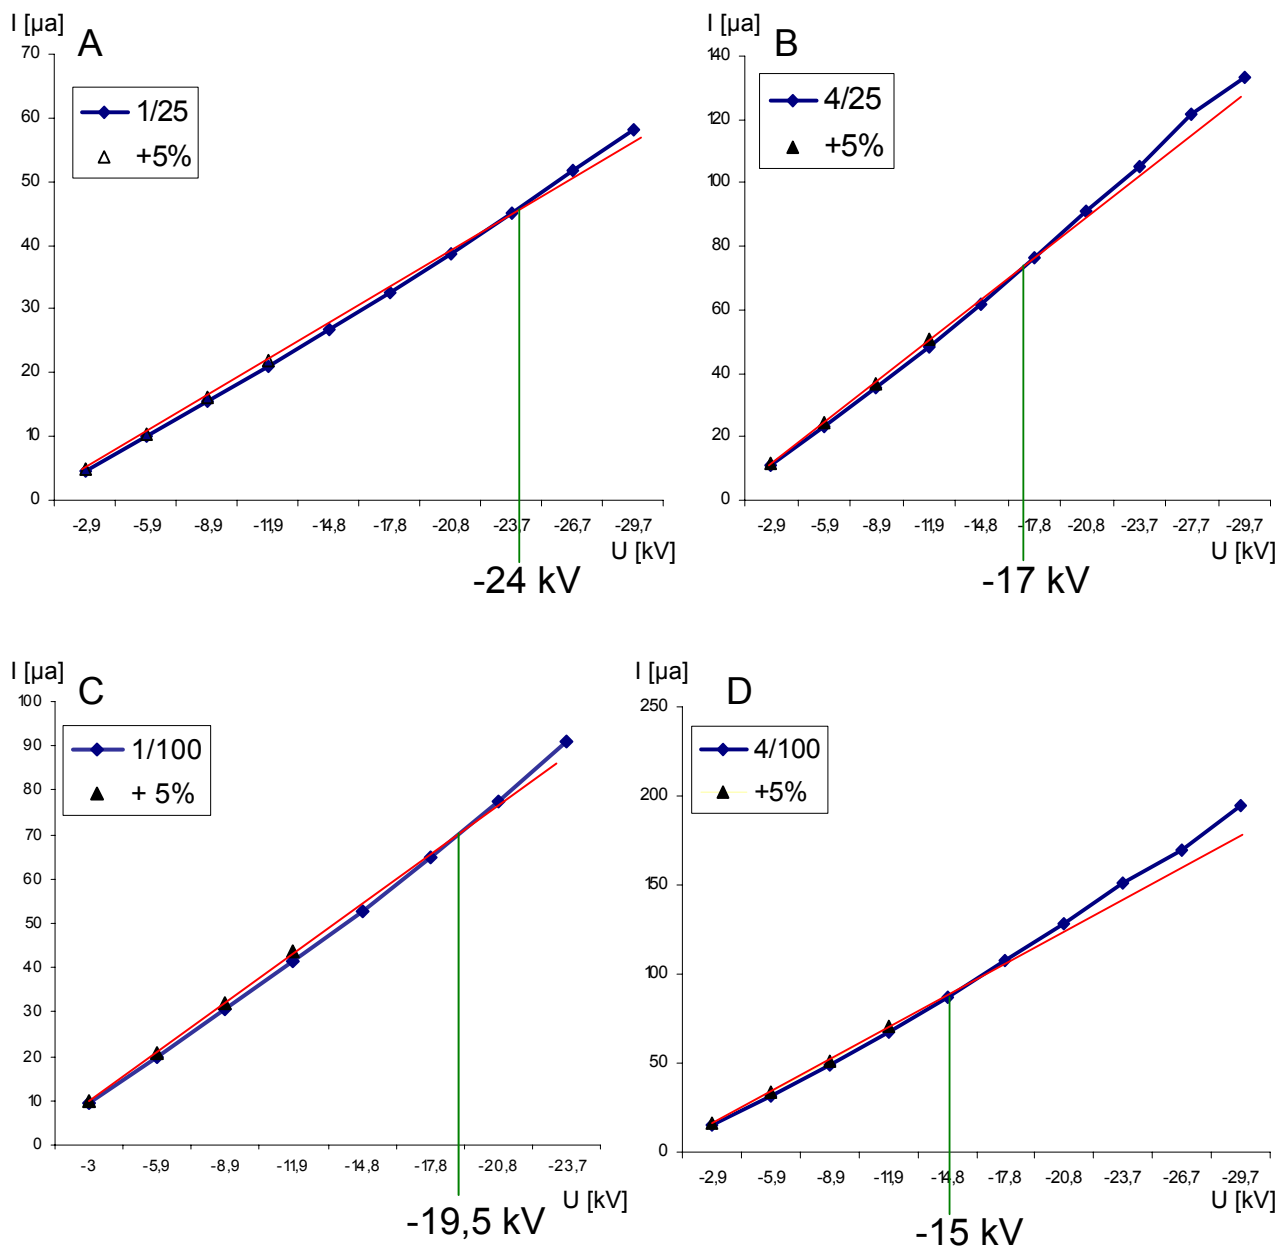 I [µa]
A
70
60
50
40
30
20
10
0
1/25
+5%
-2,9 -5,9 -8,9 -11,9 -14,8 -17,8 -20,8 -23,7 -26,7 -29,7
U [kV]
-24 kV
I [µa]
B
140
120
100
80
60
40
20
0
4/25
+5%
-2,9 -5,9 -8,9 -11,9 -14,8 -17,8 -20,8 -23,7 -27,7 -29,7
U [kV]
-17 kV
I [µa]
C
100
90
80
70
60
50
40
30
20
10
0
1/100
+ 5%
-3 -5,9 -8,9 -11,9 -14,8 -17,8 -20,8 -23,7
U [kV]
-19,5 kV
I [µa]
D
250
200
150
100
50
0
4/100
+5%
-2,9 -5,9 -8,9 -11,9 -14,8 -17,8 -20,8 -23,7 -26,7 -29,7
U [kV]
-15 kV